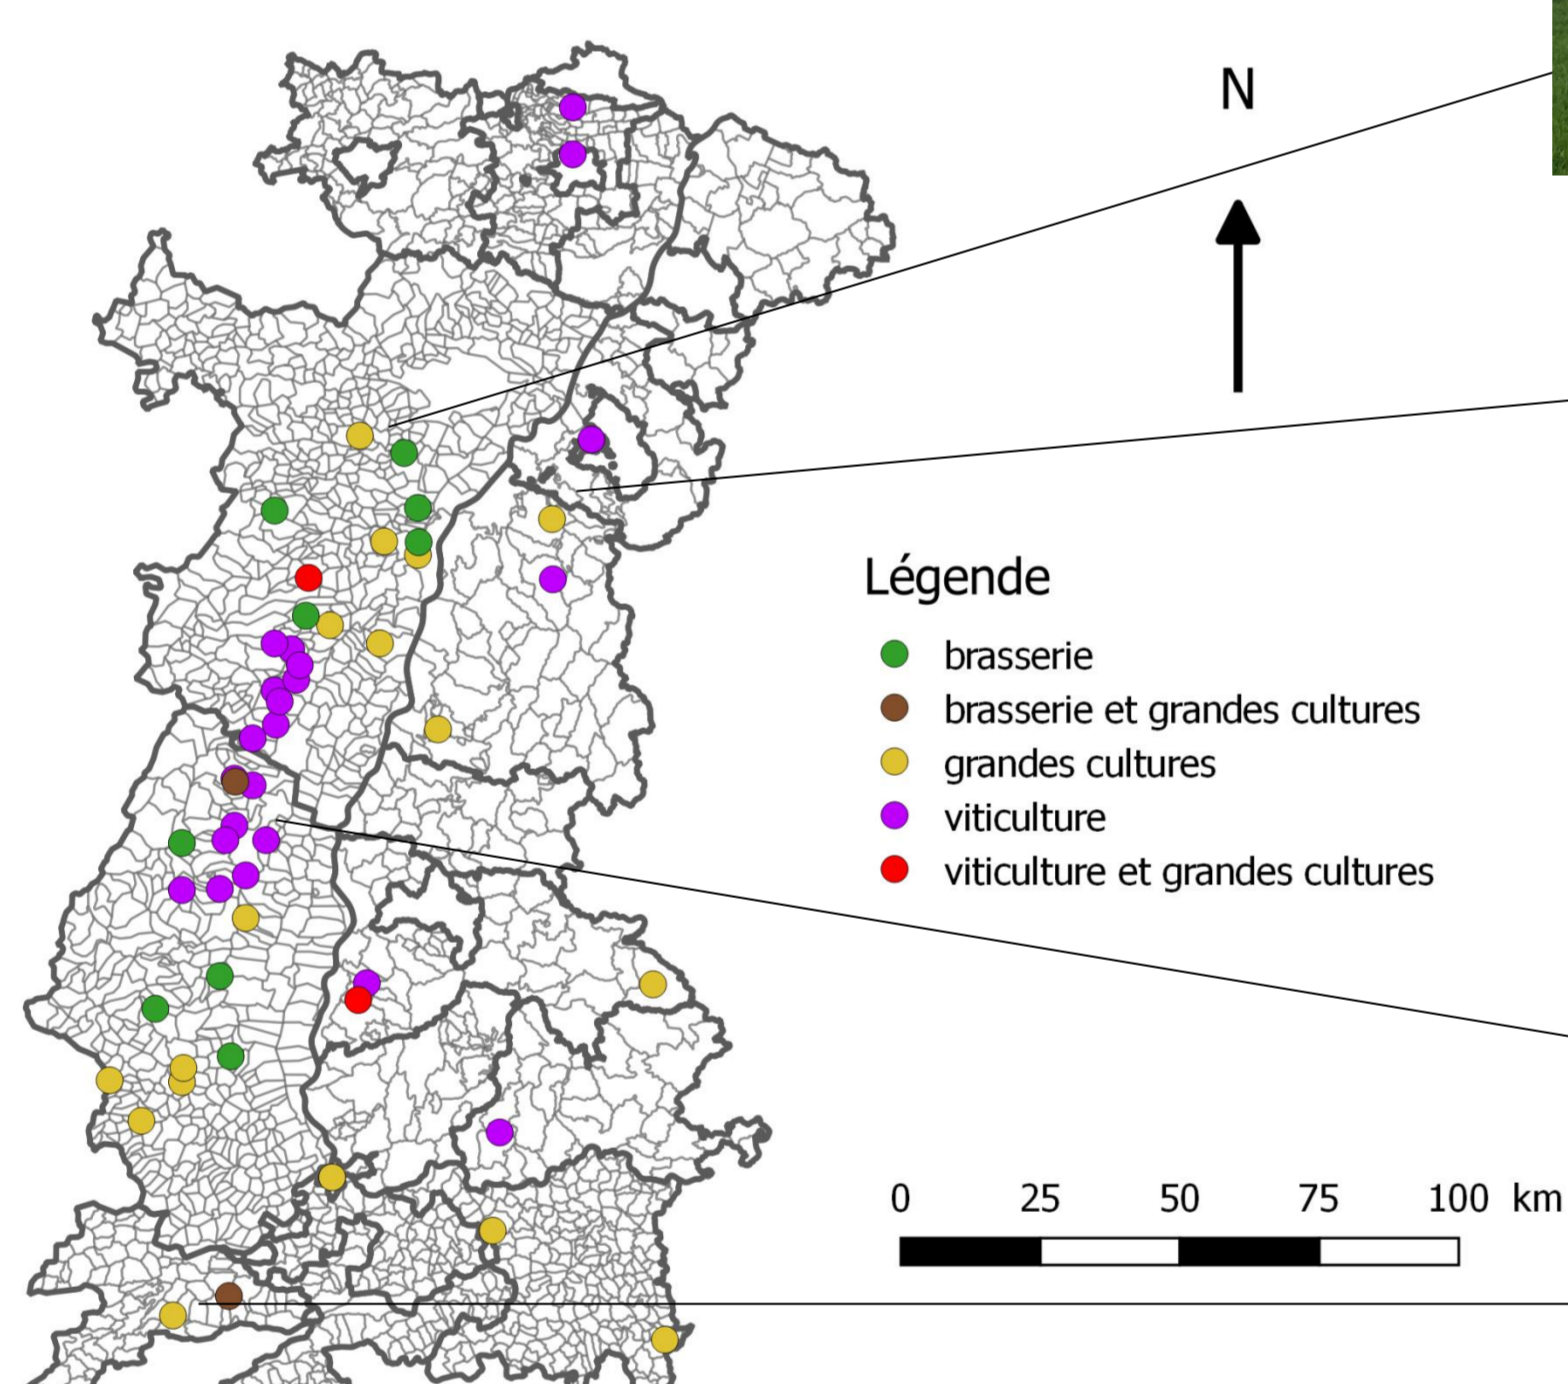 N
Légende
brasserie
brasserie et grandes cultures
grandes cultures
viticulture
viticulture et grandes cultures
0 25 50 75 100 km